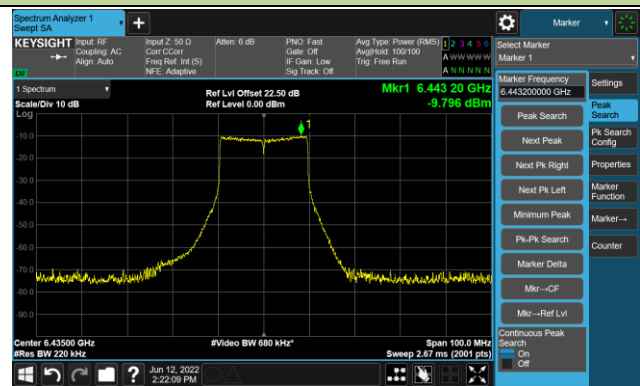 Spectrum Analyzer 1
Swept SA
Marker
KEYSIGHT
Input: RF
Coupling: AC
Align: Auto
Input Z: 50 Ω
Corr CCorr
Freq Ref: Int (S)
NFE: Adaptive
Atten: 6 dB
PNO: Fast
Gate: Off
IF Gain: Low
Sig Track: Off
Avg Type: Power (RMS)
Avg|Hold: 100/100
Trig: Free Run
1 2 3 4 5 6
A WW W W W
A N N N N N
Select Marker
Marker 1
LXI
1 Spectrum
Scale/Div 10 dB
Log
Ref Lvl Offset 22.50 dB
Ref Level 0.00 dBm
Mkr1 6.443 20 GHz
-9.796 dBm
1
-10.0
-20.0
-30.0
-40.0
-50.0
-60.0
-70.0
-80.0
-90.0
Center 6.43500 GHz
#Res BW 220 kHz
#Video BW 680 kHz*
Span 100.0 MHz
Sweep 2.67 ms (2001 pts)
Marker Frequency
6.443200000 GHz
Peak Search
Next Peak
Next Pk Right
Next Pk Left
Minimum Peak
Pk-Pk Search
Marker Delta
Mkr→CF
Mkr→Ref Lvl
Continuous Peak
Search
On
Off
Settings
Peak
Search
Pk Search
Config
Properties
Marker
Function
Marker→
Counter
?
Jun 12, 2022
2:22:09 PM